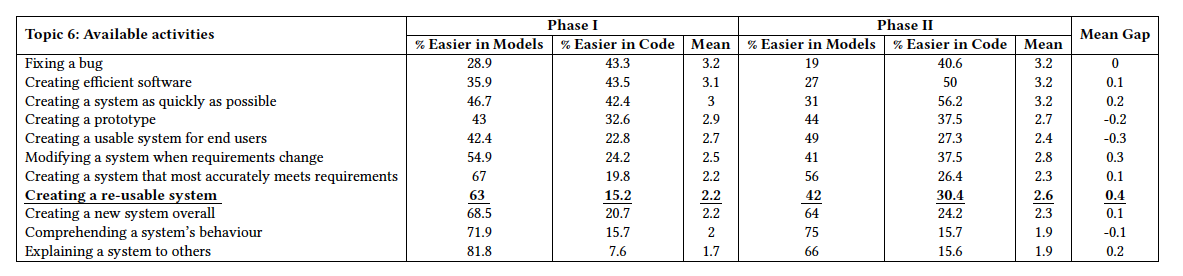 Topic 6: Available activities Phase I Phase II Mean Gap
% Easier in Models % Easier in Code Mean % Easier in Models % Easier in Code Mean
Fixing a bug 28.9 43.3 3.2 19 40.6 3.2 0
Creating efficient software 35.9 43.5 3.1 27 50 3.2 0.1
Creating a system as quickly as possible 46.7 42.4 3 31 56.2 3.2 0.2
Creating a prototype 43 32.6 2.9 44 37.5 2.7 -0.2
Creating a usable system for end users 42.4 22.8 2.7 49 27.3 2.4 -0.3
Modifying a system when requirements change 54.9 24.2 2.5 41 37.5 2.8 0.3
Creating a system that most accurately meets requirements 67 19.8 2.2 56 26.4 2.3 0.1
Creating a re-usable system 63 15.2 2.2 42 30.4 2.6 0.4
Creating a new system overall 68.5 20.7 2.2 64 24.2 2.3 0.1
Comprehending a system's behaviour 71.9 15.7 2 75 15.7 1.9 -0.1
Explaining a system to others 81.8 7.6 1.7 66 15.6 1.9 0.2